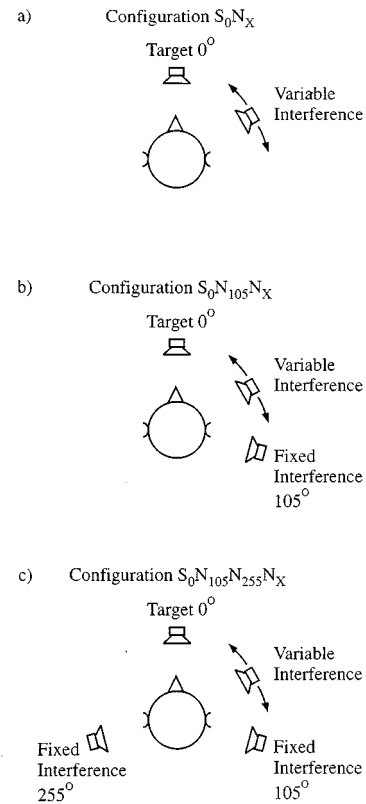 a) Configuration S₀Nₓ
Target 0°
Variable
Interference
b) Configuration S₀N₁₀₅Nₓ
Target 0°
Variable
Interference
Fixed
Interference
105°
c) Configuration S₀N₁₀₅N₂₅₅Nₓ
Target 0°
Variable
Interference
Fixed
Interference
255°
Fixed
Interference
105°